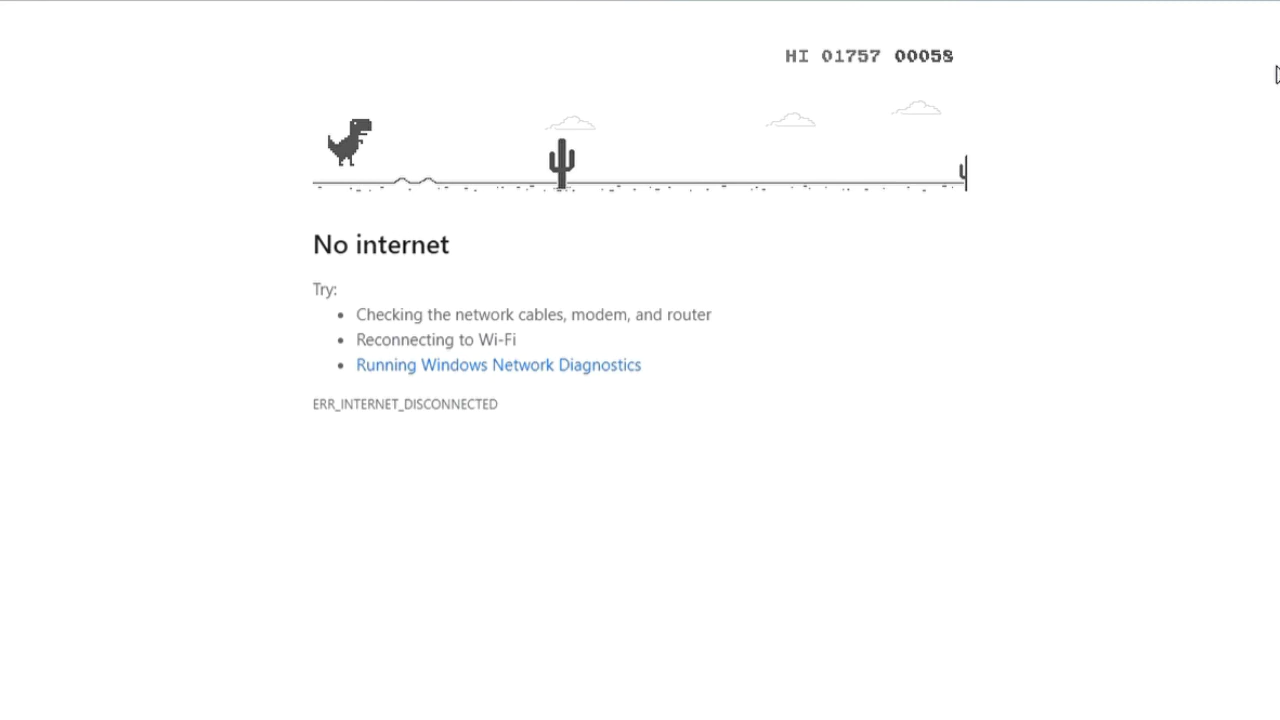 HI 01757 00058
No internet
Try:
• Checking the network cables, modem, and router
• Reconnecting to Wi-Fi
• Running Windows Network Diagnostics
ERR_INTERNET_DISCONNECTED